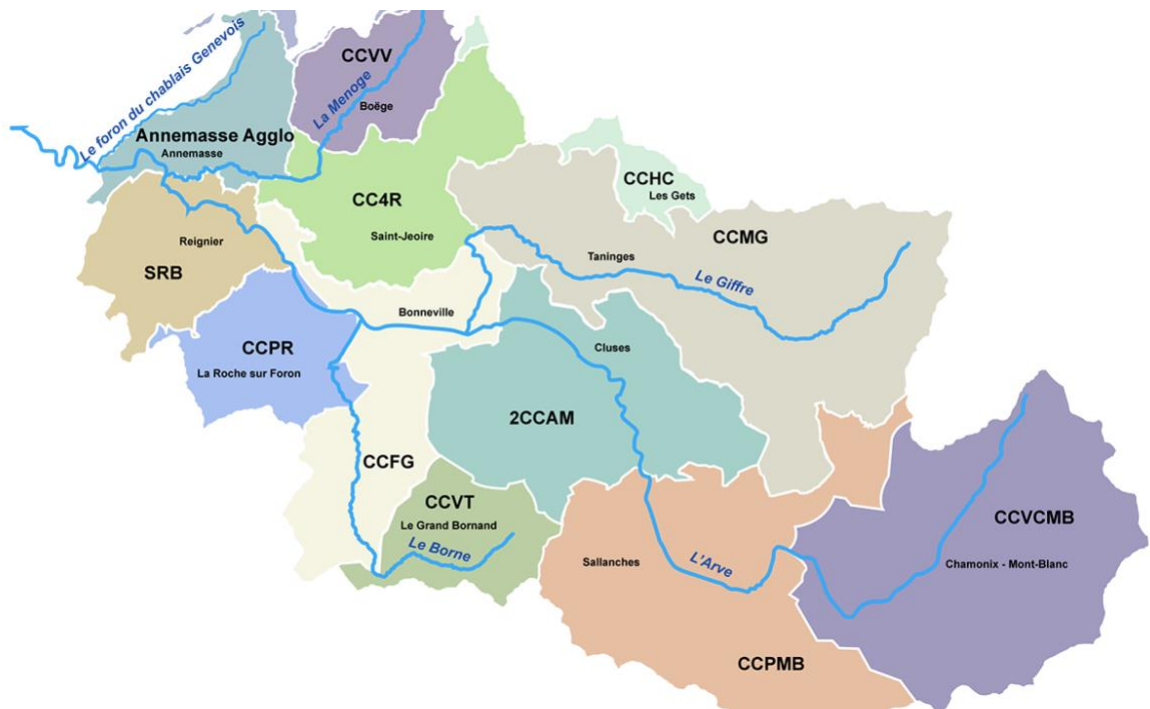 CCVV
Le foron du chablais Genevois
La Menoge
Boëge
Annemasse Agglo
Annemasse
CCHC
Les Gets
CC4R
Saint-Jeoire
CCMG
Reignier
Taninges
SRB
Le Giffre
Bonneville
CCPR
Cluses
La Roche sur Foron
2CCAM
CCFG
CCVT
CCVCMB
Le Grand Bornand
Le Borne
L'Arve
Sallanches
Chamonix - Mont-Blanc
CCPMB